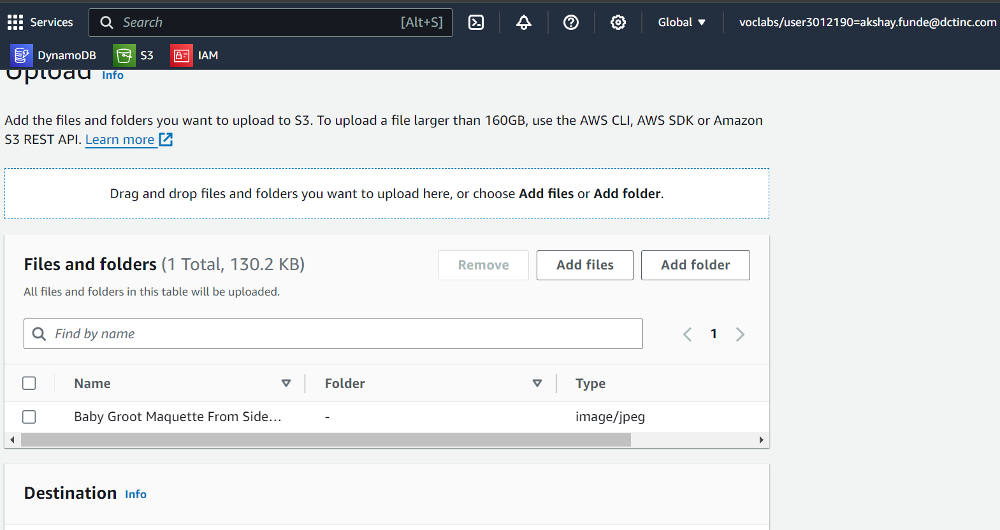 Services Search [Alt+S] Global voclabs/user3012190=akshay.funde@dctinc.com
DynamoDB S3 IAM
Upload Info
Add the files and folders you want to upload to S3. To upload a file larger than 160GB, use the AWS CLI, AWS SDK or Amazon
S3 REST API. Learn more
Drag and drop files and folders you want to upload here, or choose Add files or Add folder.
Files and folders (1 Total, 130.2 KB) Remove Add files Add folder
All files and folders in this table will be uploaded.
Find by name 1
Name Folder Type
Baby Groot Maquette From Side... - image/jpeg
Destination Info